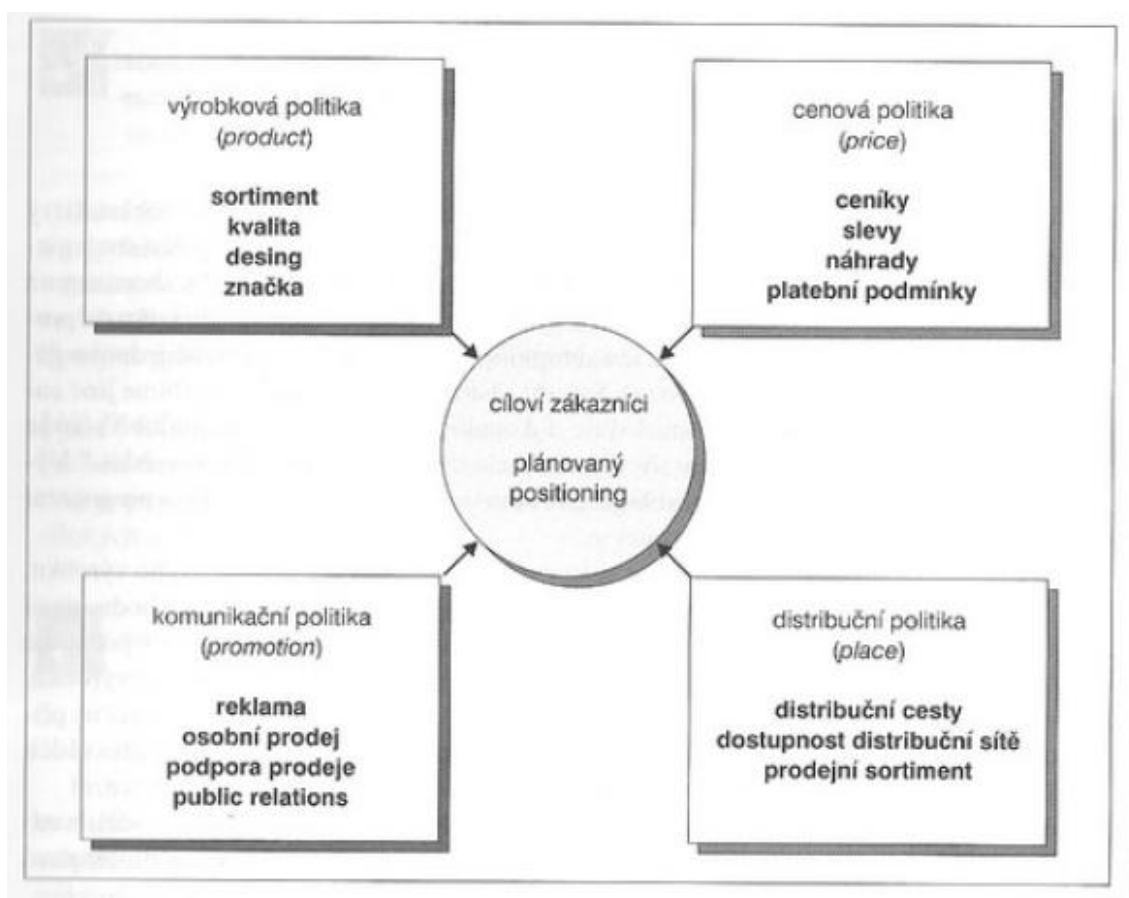 výrobková politika
(product)
sortiment
kvalita
desing
značka
cenová politika
(price)
ceníky
slevy
náhrady
platební podmínky
cíloví zákazníci
plánovaný
positioning
komunikační politika
(promotion)
reklama
osobní prodej
podpora prodeje
public relations
distribuční politika
(place)
distribuční cesty
dostupnost distribuční sítě
prodejní sortiment